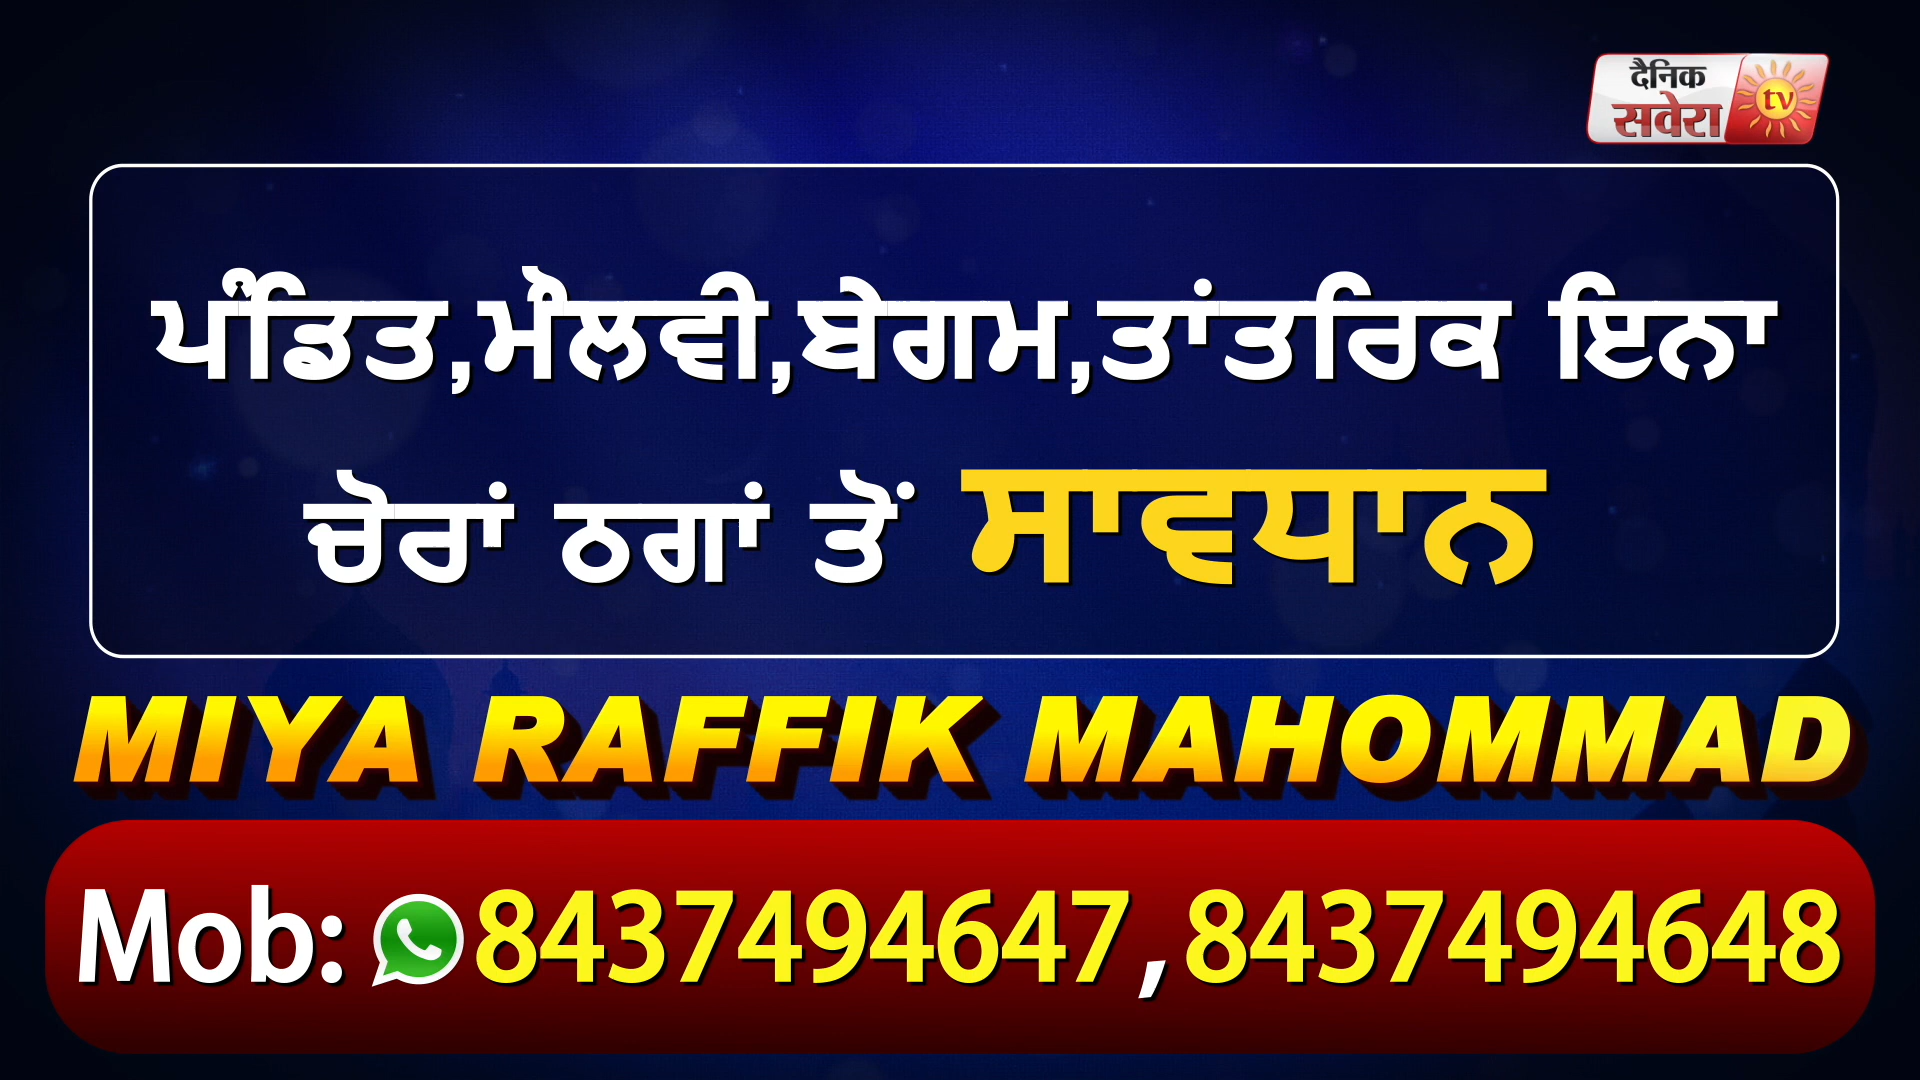 दैनिक
सवेरा tv
ਪੰਡਿਤ,ਮੌਲਵੀ,ਬੇਗਮ,ਤਾਂਤਰਿਕ ਇਨਾ
ਚੋਰਾਂ ਠਗਾਂ ਤੋਂ ਸਾਵਧਾਨ
MIYA RAFFIK MAHOMMAD
Mob: 8437494647, 8437494648